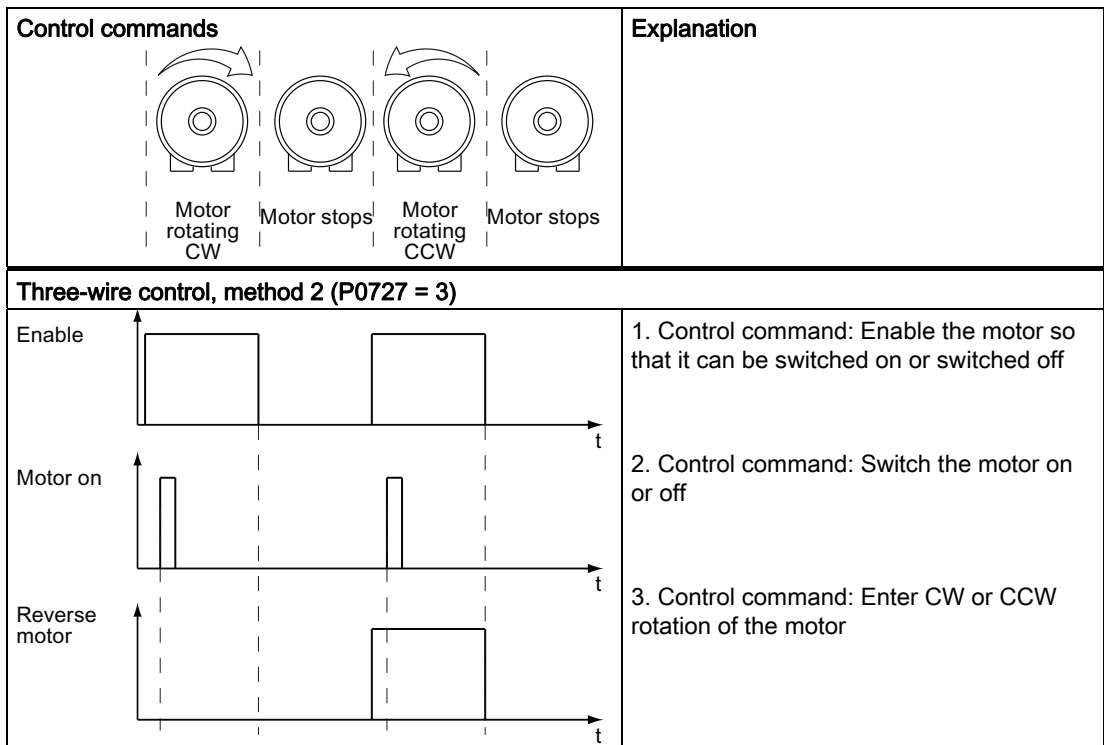 Control commands
Explanation
Motor rotating CW
Motor stops
Motor rotating CCW
Motor stops
Three-wire control, method 2 (P0727 = 3)
Enable
t
1. Control command: Enable the motor so
that it can be switched on or switched off
Motor on
t
2. Control command: Switch the motor on
or off
Reverse
motor
t
3. Control command: Enter CW or CCW
rotation of the motor